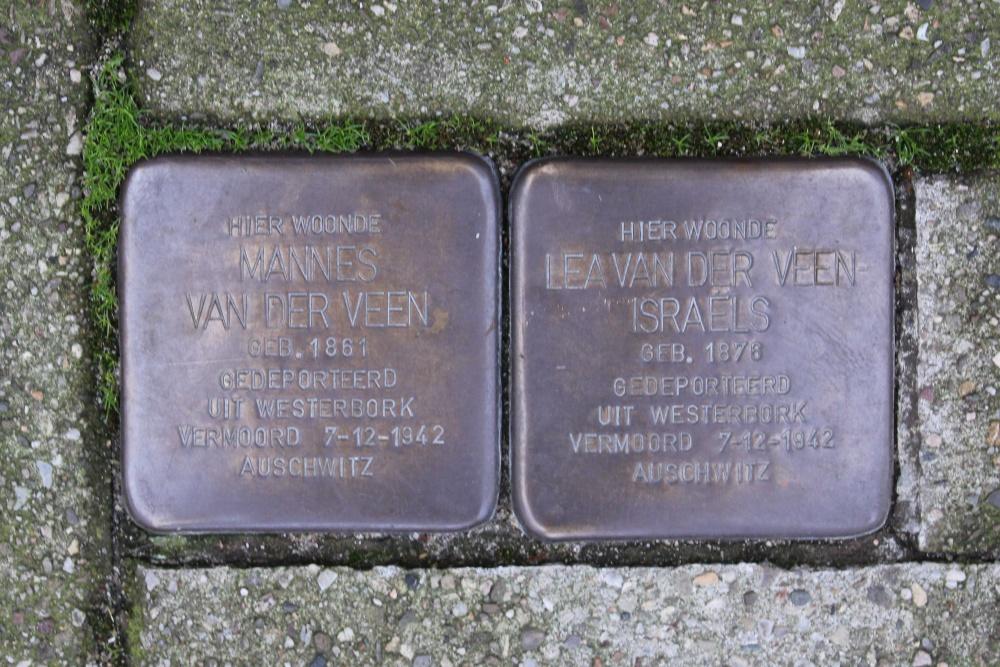 HIER WOONDE
MANNES
VAN DER VEEN
GEB. 1861
GEDEPORTEERD
UIT WESTERBORK
VERMOORD 7-12-1942
AUSCHWITZ
HIER WOONDE
LEA VAN DER VEEN-
ISRAËLS
GEB. 1876
GEDEPORTEERD
UIT WESTERBORK
VERMOORD 7-12-1942
AUSCHWITZ